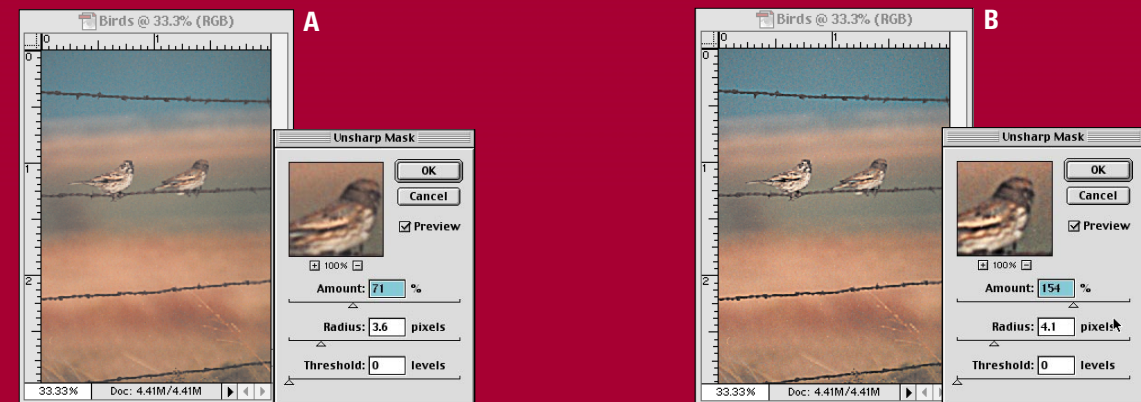 Birds @ 33.3% (RGB)
A
0
1
0
1
2
Unsharp Mask
OK
Cancel
Preview
100%
Amount: 71 %
Radius: 3.6 pixels
Threshold: 0 levels
33.33%
Doc: 4.41M/4.41M
Birds @ 33.3% (RGB)
B
0
1
0
1
2
Unsharp Mask
OK
Cancel
Preview
100%
Amount: 154 %
Radius: 4.1 pixels
Threshold: 0 levels
33.33%
Doc: 4.41M/4.41M